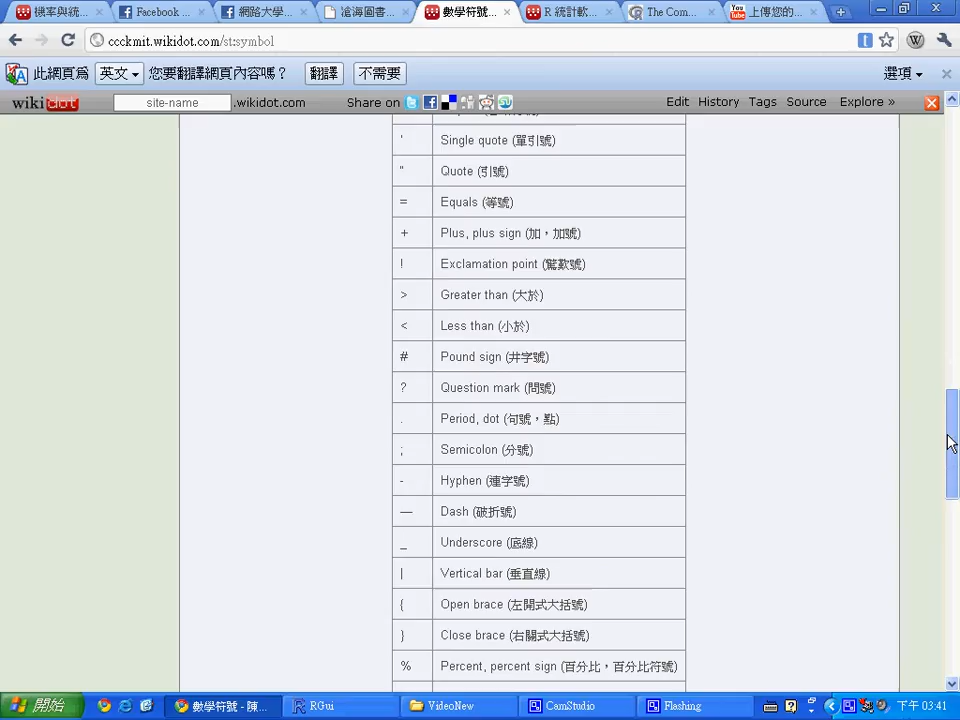 機率與統...
Facebook ...
網路大學...
滄海圖書...
數學符號...
R 統計軟...
The Com...
上傳您的...
ccckmit.wikidot.com/st:symbol
此網頁為 英文 您要翻譯網頁內容嗎? 翻譯 不需要 選項
wikidot site-name .wikidot.com Share on Edit History Tags Source Explore »
' Single quote (單引號)
" Quote (引號)
= Equals (等號)
+ Plus, plus sign (加，加號)
! Exclamation point (驚歎號)
> Greater than (大於)
< Less than (小於)
# Pound sign (井字號)
? Question mark (問號)
. Period, dot (句號，點)
; Semicolon (分號)
- Hyphen (連字號)
— Dash (破折號)
_ Underscore (底線)
| Vertical bar (垂直線)
{ Open brace (左開式大括號)
} Close brace (右關式大括號)
% Percent, percent sign (百分比，百分比符號)
開始 數學符號 - 陳... RGui VideoNew CamStudio Flashing 下午 03:41